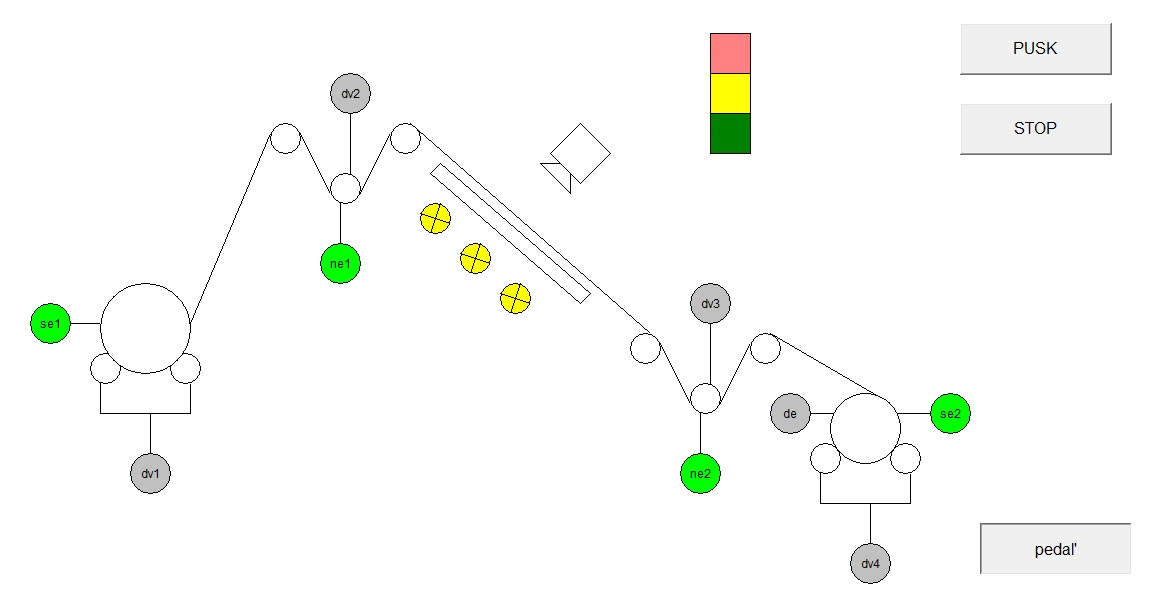 PUSK
dv2
STOP
ne1
dv3
se1
de
se2
dv1
ne2
pedal'
dv4